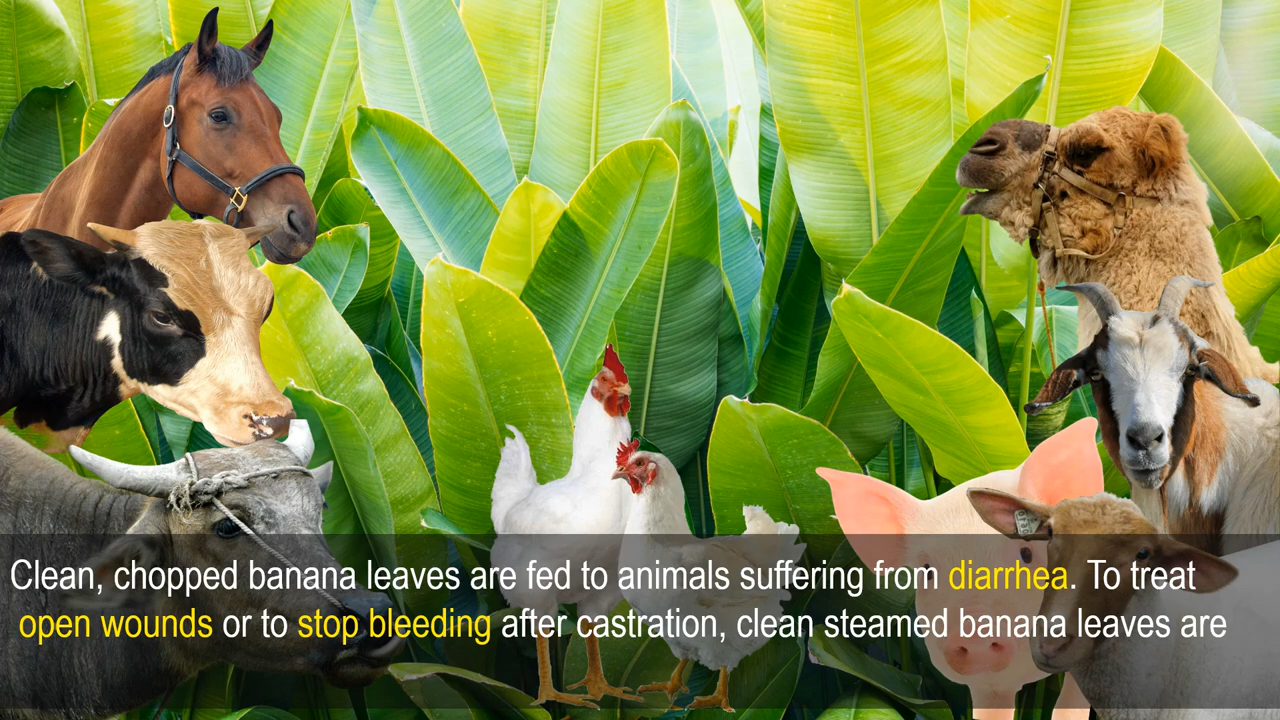 Clean, chopped banana leaves are fed to animals suffering from diarrhea. To treat
open wounds or to stop bleeding after castration, clean steamed banana leaves are